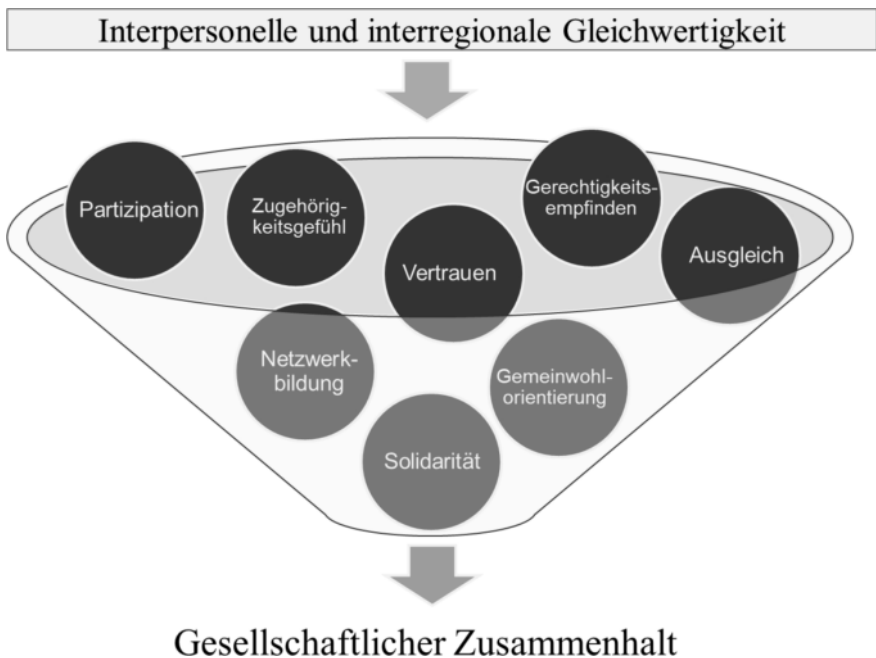 Interpersonelle und interregionale Gleichwertigkeit
Partizipation
Zugehörig-
keitsgefühl
Vertrauen
Gerechtigkeits-
empfinden
Ausgleich
Netzwerk-
bildung
Gemeinwohl-
orientierung
Solidarität
Gesellschaftlicher Zusammenhalt